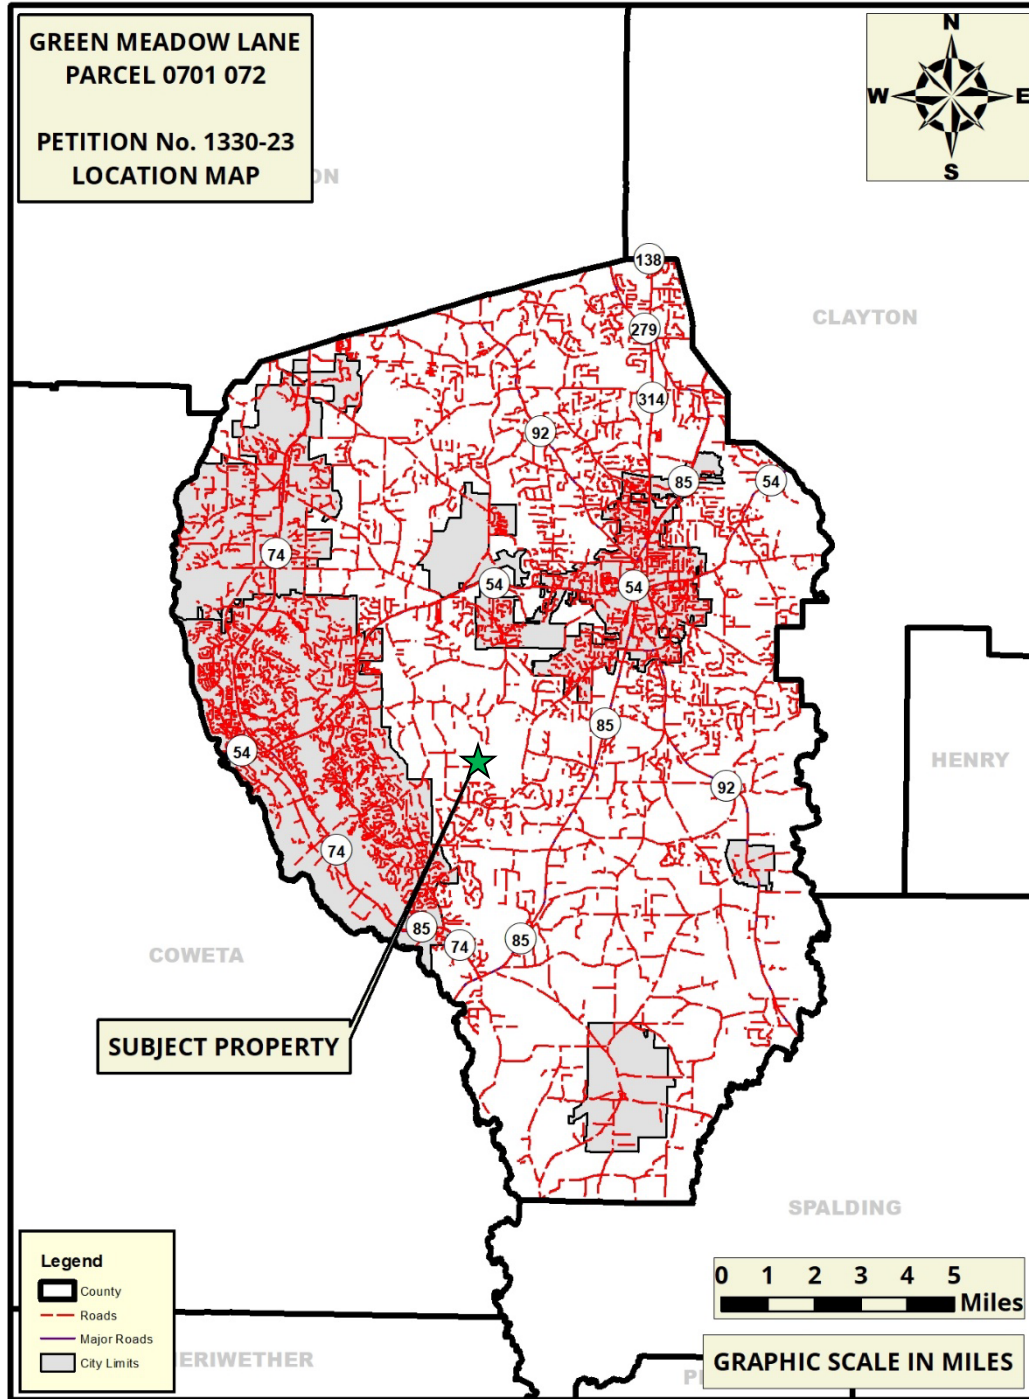 GREEN MEADOW LANE
PARCEL 0701 072
PETITION No. 1330-23
LOCATION MAP
ON
N
W
E
S
138
CLAYTON
279
314
92
85
54
74
54
54
85
54
HENRY
92
74
85
74
85
COWETA
SUBJECT PROPERTY
SPALDING
Legend
County
Roads
Major Roads
City Limits
0 1 2 3 4 5
Miles
ERIWETHER
GRAPHIC SCALE IN MILES